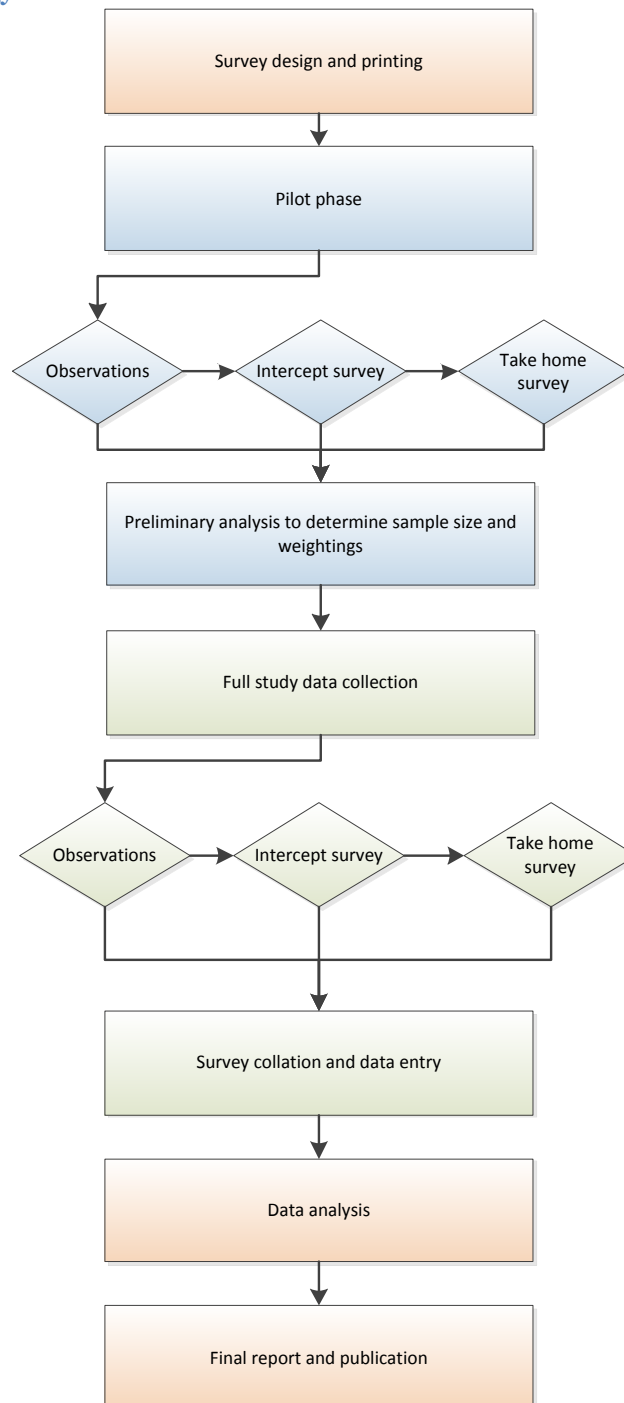 Survey design and printing
Pilot phase
Observations
Intercept survey
Take home
survey
Preliminary analysis to determine sample size and
weightings
Full study data collection
Observations
Intercept survey
Take home
survey
Survey collation and data entry
Data analysis
Final report and publication